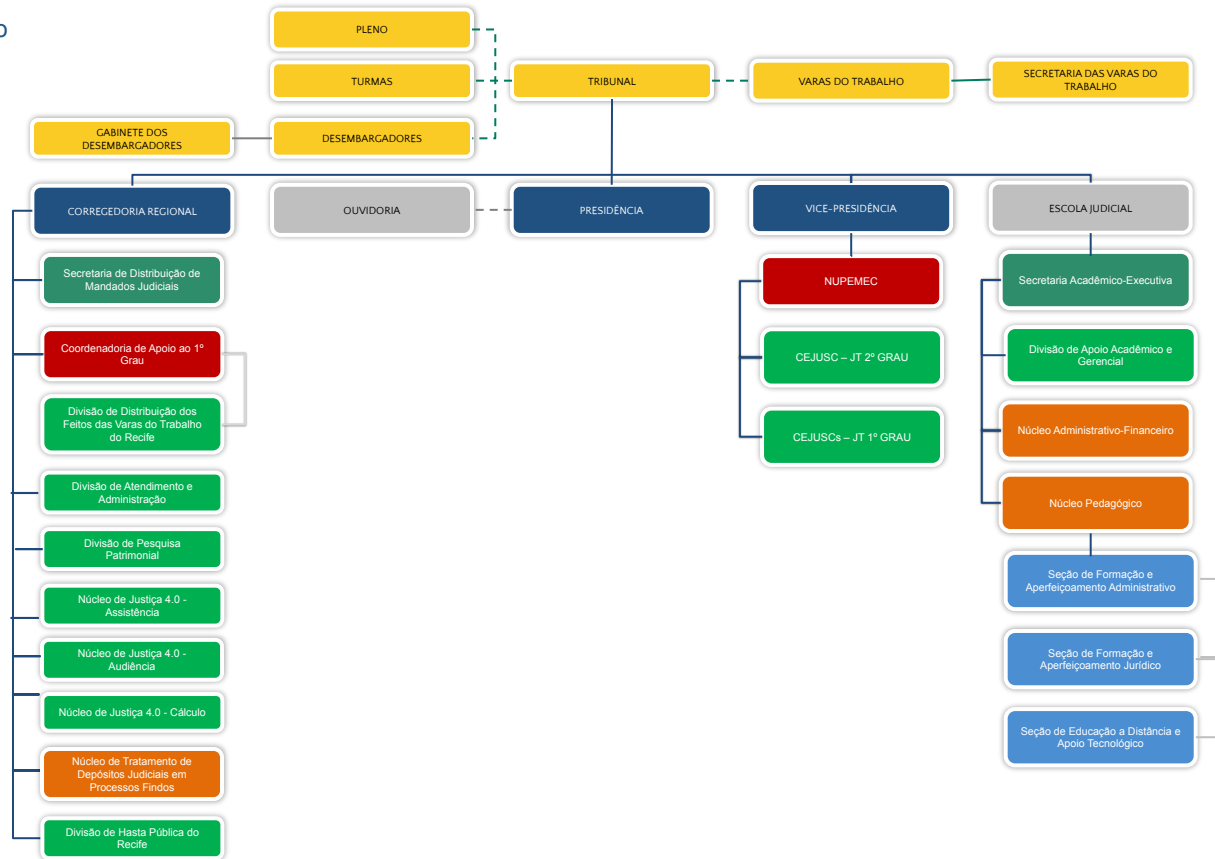 o
PLENO
TURMAS
TRIBUNAL
VARAS DO TRABALHO
SECRETARIA DAS VARAS DO
TRABALHO
GABINETE DOS
DESEMBARGADORES
DESEMBARGADORES
CORREGEDORIA REGIONAL
OUVIDORIA
PRESIDÊNCIA
VICE-PRESIDÊNCIA
ESCOLA JUDICIAL
Secretaria de Distribuição de
Mandados Judiciais
Coordenadoria de Apoio ao 1º
Grau
Divisão de Distribuição dos
Feitos das Varas do Trabalho
do Recife
Divisão de Atendimento e
Administração
Divisão de Pesquisa
Patrimonial
Núcleo de Justiça 4.0 -
Assistência
Núcleo de Justiça 4.0 -
Audiência
Núcleo de Justiça 4.0 - Cálculo
Núcleo de Tratamento de
Depósitos Judiciais em
Processos Findos
Divisão de Hasta Pública do
Recife
NUPEMEC
CEJUSC – JT 2º GRAU
CEJUSCs – JT 1º GRAU
Secretaria Acadêmico-Executiva
Divisão de Apoio Acadêmico e
Gerencial
Núcleo Administrativo-Financeiro
Núcleo Pedagógico
Seção de Formação e
Aperfeiçoamento Administrativo
Seção de Formação e
Aperfeiçoamento Jurídico
Seção de Educação a Distância e
Apoio Tecnológico